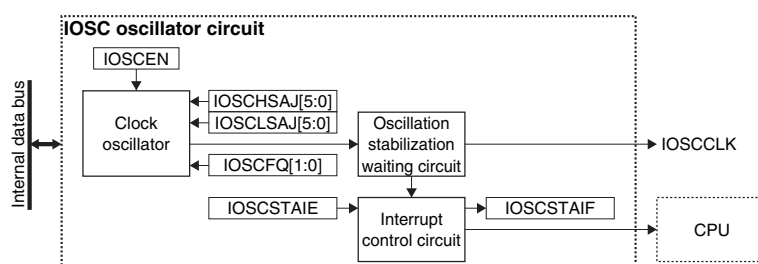 IOSC oscillator circuit
IOSCEN
Internal data bus
Clock
oscillator
IOSCHSAJ[5:0]
IOSCLSAJ[5:0]
IOSCFQ[1:0]
Oscillation
stabilization
waiting circuit
IOSCCLK
IOSCSTAIE
Interrupt
control circuit
IOSCSTAIF
CPU